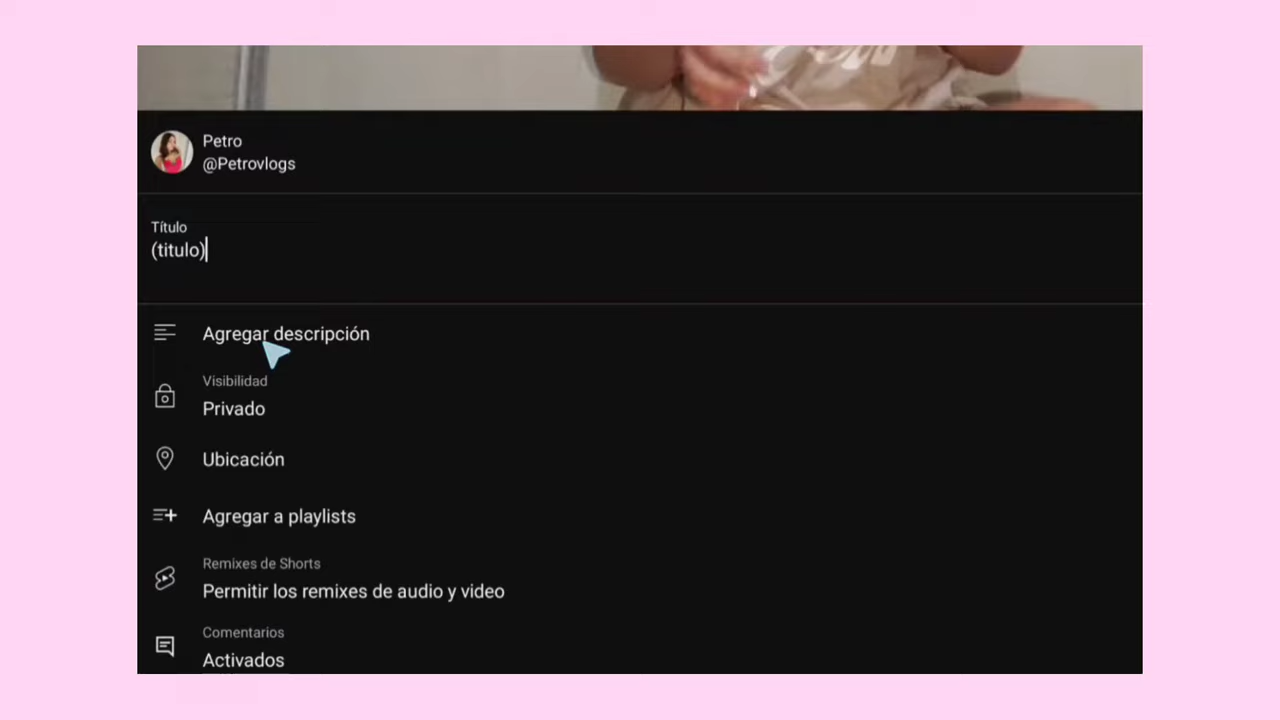 Petro
@Petrovlogs
Título
(titulo)
Agregar descripción
Visibilidad
Privado
Ubicación
Agregar a playlists
Remixes de Shorts
Permitir los remixes de audio y video
Comentarios
Activados